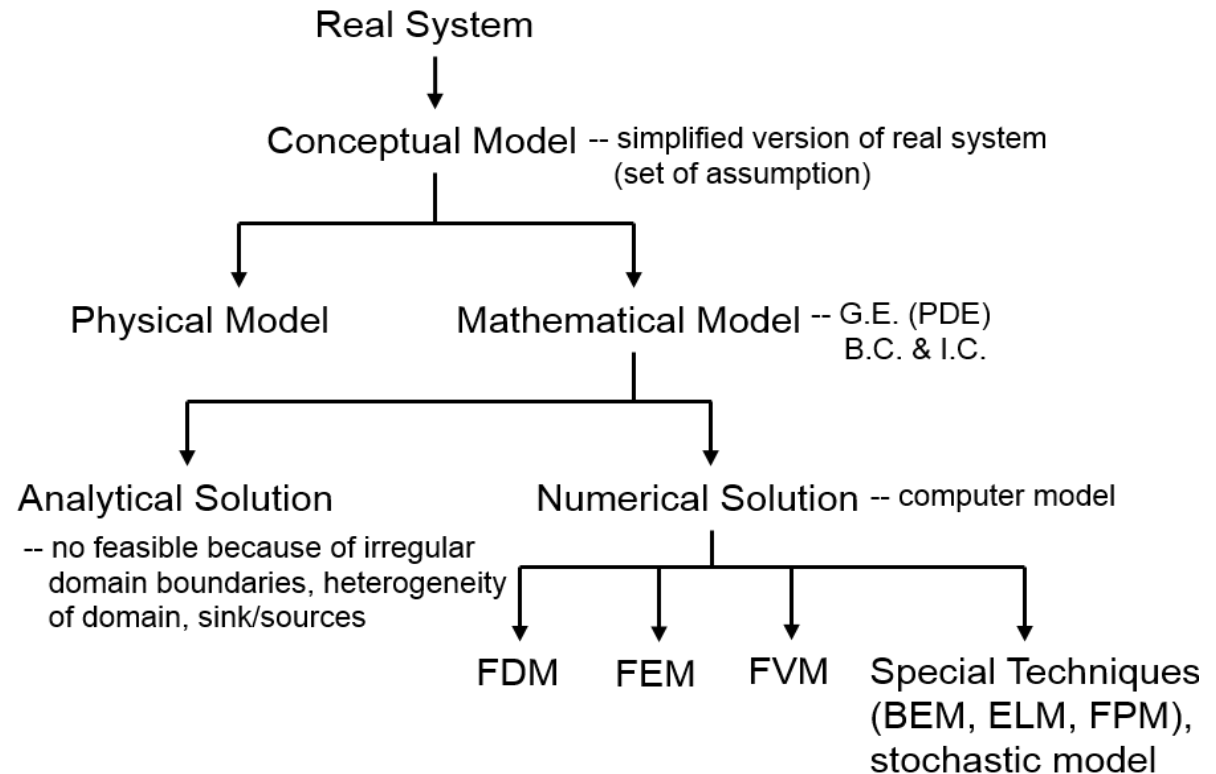 Real System
Conceptual Model -- simplified version of real system
(set of assumption)
Physical Model
Mathematical Model -- G.E. (PDE)
B.C. & I.C.
Analytical Solution
-- no feasible because of irregular
domain boundaries, heterogeneity
of domain, sink/sources
Numerical Solution -- computer model
FDM
FEM
FVM
Special Techniques
(BEM, ELM, FPM),
stochastic model